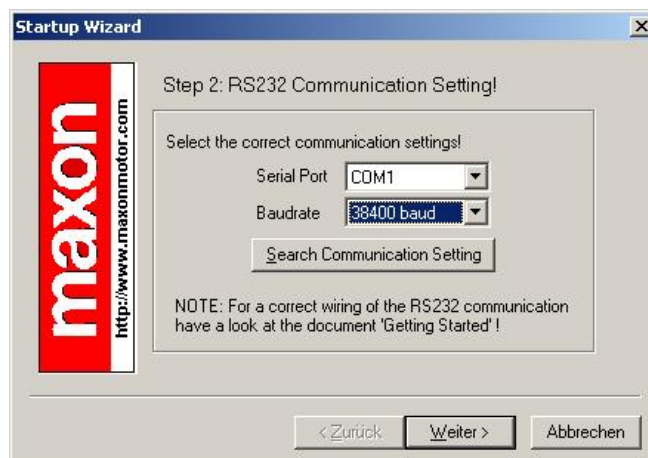 Startup Wizard
maxon
http://www.maxonmotor.com
Step 2: RS232 Communication Setting!
Select the correct communication settings!
Serial Port COM1
Baudrate 38400 baud
Search Communication Setting
NOTE: For a correct wiring of the RS232 communication
have a look at the document 'Getting Started' !
< Zurück Weiter > Abbrechen